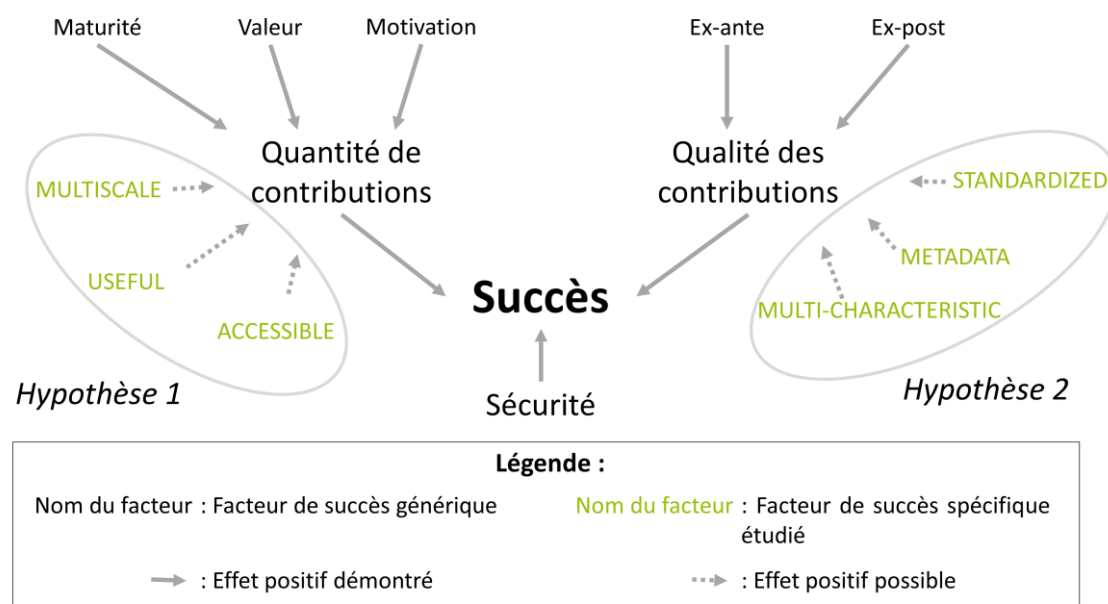 Maturité Valeur Motivation Ex-ante Ex-post
Quantité de
contributions
Qualité des
contributions
MULTISCALE
USEFUL
ACCESSIBLE
STANDARDIZED
METADATA
MULTI-CHARACTERISTIC
Succès
Sécurité
Hypothèse 1
Hypothèse 2
Légende :
Nom du facteur : Facteur de succès générique
Nom du facteur : Facteur de succès spécifique
étudié
: Effet positif démontré
: Effet positif possible